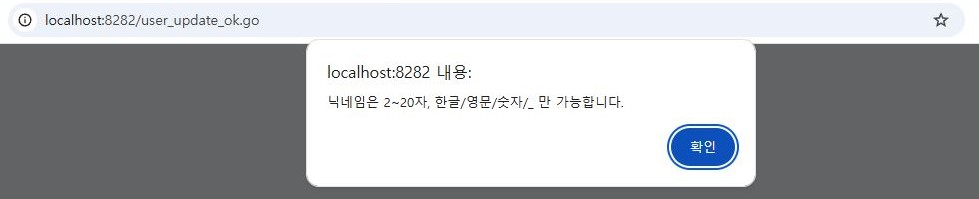 localhost:8282/user_update_ok.go
localhost:8282 내용:
닉네임은 2~20자, 한글/영문/숫자/_ 만 가능합니다.
확인